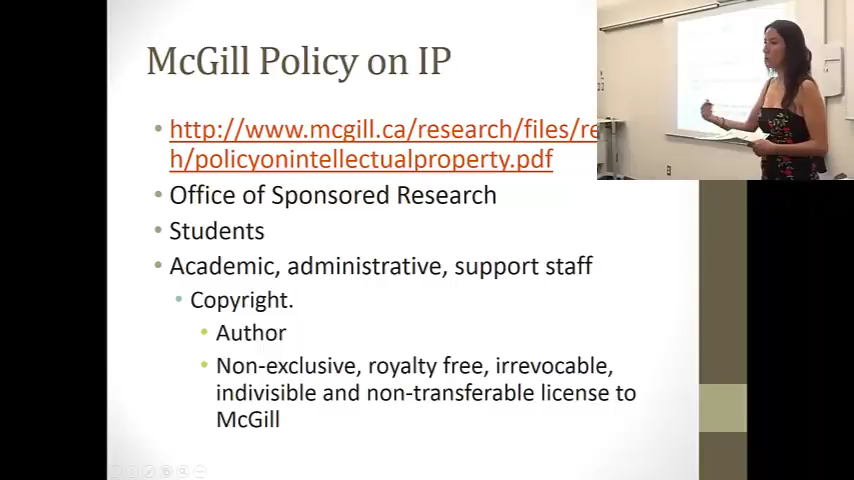 McGill Policy on IP
• http://www.mcgill.ca/research/files/re
h/policyonintellectualproperty.pdf
• Office of Sponsored Research
• Students
• Academic, administrative, support staff
• Copyright.
• Author
• Non-exclusive, royalty free, irrevocable,
indivisible and non-transferable license to
McGill